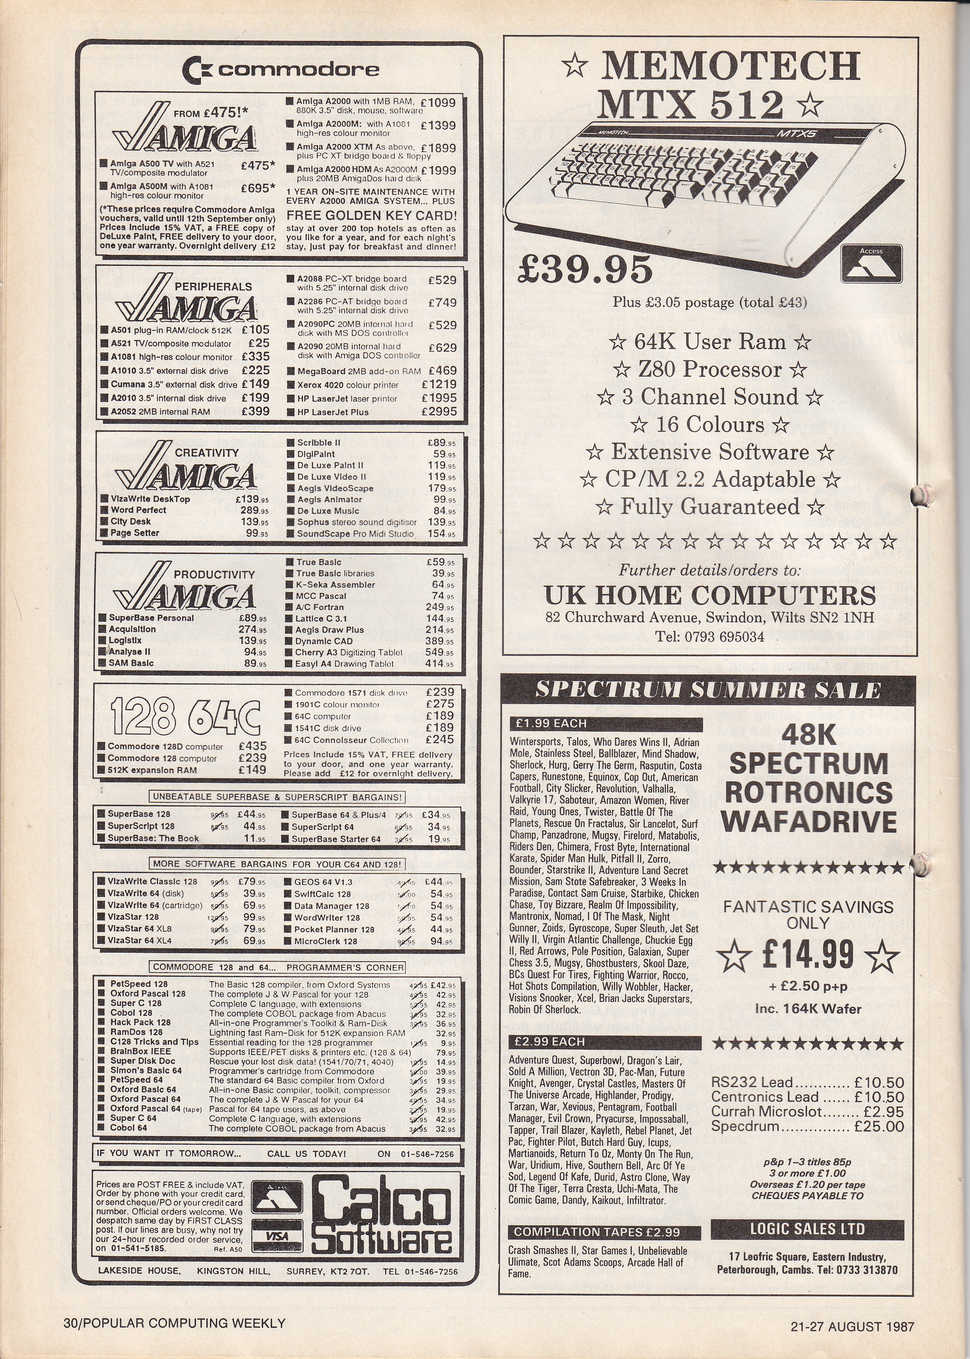 commodore
FROM £475!*
AMIGA
Amiga A500 TV with A521 £475*
TV/composite modulator
Amiga A500M with A1081 £695*
high-res colour monitor
(*These prices require Commodore Amiga
vouchers, valid until 12th September only)
Prices Include 15% VAT, a FREE copy of
DeLuxe Paint, FREE delivery to your door,
one year warranty. Overnight delivery £12
Amiga A2000 with 1MB RAM, £1099
880K 3.5" disk, mouse, software
Amiga A2000M: with A1081 £1399
high-res colour monitor
Amiga A2000 XTM As above, £1899
plus PC XT bridge board & floppy
Amiga A2000 HDM As A2000M £1999
plus 20MB AmigaDos hard disk
1 YEAR ON-SITE MAINTENANCE WITH
EVERY A2000 AMIGA SYSTEM... PLUS
FREE GOLDEN KEY CARD!
stay at over 200 top hotels as often as
you like for a year, and for each night's
stay, just pay for breakfast and dinner!
PERIPHERALS
AMIGA
A501 plug-in RAM/clock 512K £105
A521 TV/composite modulator £25
A1081 high-res colour monitor £335
A1010 3.5" external disk drive £225
Cumana 3.5" external disk drive £149
A2010 3.5" internal disk drive £199
A2052 2MB internal RAM £399
A2088 PC-XT bridge board £529
with 5.25" internal disk drive
A2286 PC-AT bridge board £749
with 5.25" internal disk drive
A2090PC 20MB internal hard £529
disk with MS DOS controller
A2090 20MB internal hard £629
disk with Amiga DOS controller
MegaBoard 2MB add-on RAM £469
Xerox 4020 colour printer £1219
HP LaserJet laser printer £1995
HP LaserJet Plus £2995
CREATIVITY
AMIGA
VizaWrite DeskTop £139.95
Word Perfect 289.95
City Desk 139.95
Page Setter 99.95
Scribble II £89.95
DigiPaint 59.95
De Luxe Paint II 119.95
De Luxe Video II 119.95
Aegis VideoScape 179.95
Aegis Animator 99.95
De Luxe Music 84.95
Sophus stereo sound digitiser 139.95
SoundScape Pro Midi Studio 154.95
PRODUCTIVITY
AMIGA
SuperBase Personal £89.95
Acquisition 274.95
Logistix 139.95
Analyse II 94.95
SAM Basic 89.95
True Basic £59.95
True Basic libraries 39.95
K-Seka Assembler 64.95
MCC Pascal 74.95
A/C Fortran 249.95
Lattice C 3.1 144.95
Aegis Draw Plus 214.95
Dynamic CAD 389.95
Cherry A3 Digitizing Tablet 549.95
Easyl A4 Drawing Tablet 414.95
128 64C
Commodore 128D computer £435
Commodore 128 computer £239
512K expansion RAM £149
Commodore 1571 disk drive £239
1901C colour monitor £275
64C computer £189
1541C disk drive £189
64C Connoisseur Collection £245
Prices Include 15% VAT, FREE delivery
to your door, and one year warranty.
Please add £12 for overnight delivery.
UNBEATABLE SUPERBASE & SUPERSCRIPT BARGAINS!
SuperBase 128 £44.95
SuperScript 128 44.95
SuperBase: The Book 11.95
SuperBase 64 & Plus/4 £34.95
SuperScript 64 34.95
SuperBase Starter 64 19.95
MORE SOFTWARE BARGAINS FOR YOUR C64 AND 128!
VizaWrite Classic 128 £79.95
VizaWrite 64 (disk) 39.95
VizaWrite 64 (cartridge) 69.95
VizaStar 128 99.95
VizaStar 64 XL8 79.95
VizaStar 64 XL4 69.95
GEOS 64 V1.3 £44.95
SwiftCalc 128 54.95
Data Manager 128 54.95
WordWriter 128 54.95
Pocket Planner 128 44.95
MicroClerk 128 94.95
COMMODORE 128 and 64... PROGRAMMER'S CORNER
PetSpeed 128 The Basic 128 compiler, from Oxford Systems £42.95
Oxford Pascal 128 The complete J & W Pascal for your 128 42.95
Super C 128 Complete C language, with extensions 42.95
Cobol 128 The complete COBOL package from Abacus 32.95
Hack Pack 128 All-in-one Programmer's Toolkit & Ram-Disk 36.95
RamDos 128 Lightning fast Ram-Disk for 512K expansion RAM 32.95
C128 Tricks and Tips Essential reading for the 128 programmer 9.95
BrainBox IEEE Supports IEEE/PET disks & printers etc. (128 & 64) 79.95
Super Disk Doc Rescue your lost disk data! (1541/70/71, 4040) 14.95
Simon's Basic 64 Programmer's cartridge from Commodore 39.95
PetSpeed 64 The standard 64 Basic compiler from Oxford 19.95
Oxford Basic 64 All-in-one Basic compiler, toolkit, compressor 29.95
Oxford Pascal 64 The complete J & W Pascal for your 64 34.95
Oxford Pascal 64 (tape) Pascal for 64 tape users, as above 19.95
Super C 64 Complete C language, with extensions 42.95
Cobol 64 The complete COBOL package from Abacus 32.95
IF YOU WANT IT TOMORROW... CALL US TODAY! ON 01-546-7256
Prices are POST FREE & include VAT.
Order by phone with your credit card,
or send cheque/PO or your credit card
number. Official orders welcome. We
despatch same day by FIRST CLASS
post. If our lines are busy, why not try
our 24-hour recorded order service,
on 01-541-5185. Ref. A50
Access
VISA
Calco
Software
LAKESIDE HOUSE, KINGSTON HILL, SURREY, KT2 7QT. TEL 01-546-7256
☆ MEMOTECH
MTX 512 ☆
MEMOTECH MTX5
£39.95
Access
Plus £3.05 postage (total £43)
☆ 64K User Ram ☆
☆ Z80 Processor ☆
☆ 3 Channel Sound ☆
☆ 16 Colours ☆
☆ Extensive Software ☆
☆ CP/M 2.2 Adaptable ☆
☆ Fully Guaranteed ☆
Further details/orders to:
UK HOME COMPUTERS
82 Churchward Avenue, Swindon, Wilts SN2 1NH
Tel: 0793 695034
SPECTRUM SUMMER SALE
£1.99 EACH
Wintersports, Talos, Who Dares Wins II, Adrian
Mole, Stainless Steel, Ballblazer, Mind Shadow,
Sherlock, Hurg, Gerry The Germ, Rasputin, Costa
Capers, Runestone, Equinox, Cop Out, American
Football, City Slicker, Revolution, Valhalla,
Valkyrie 17, Saboteur, Amazon Women, River
Raid, Young Ones, Twister, Battle Of The
Planets, Rescue On Fractalus, Sir Lancelot, Surf
Champ, Panzadrone, Mugsy, Firelord, Matabolis,
Riders Den, Chimera, Frost Byte, International
Karate, Spider Man Hulk, Pitfall II, Zorro,
Bounder, Starstrike II, Adventure Land Secret
Mission, Sam Stote Safebreaker, 3 Weeks In
Paradise, Contact Sam Cruise, Starbike, Chicken
Chase, Toy Bizarre, Realm Of Impossibility,
Mantronix, Nomad, I Of The Mask, Night
Gunner, Zoids, Gyroscope, Super Sleuth, Jet Set
Willy II, Virgin Atlantic Challenge, Chuckie Egg
II, Red Arrows, Pole Position, Galaxian, Super
Chess 3.5, Mugsy, Ghostbusters, Skool Daze,
BCs Quest For Tires, Fighting Warrior, Rocco,
Hot Shots Compilation, Willy Wobbler, Hacker,
Visions Snooker, Xcel, Brian Jacks Superstars,
Robin Of Sherlock.
£2.99 EACH
Adventure Quest, Superbowl, Dragon's Lair,
Sold A Million, Vectron 3D, Pac-Man, Future
Knight, Avenger, Crystal Castles, Masters Of
The Universe Arcade, Highlander, Prodigy,
Tarzan, War, Xevious, Pentagram, Football
Manager, Evil Crown, Pryacurse, Impossaball,
Tapper, Trail Blazer, Kayleth, Rebel Planet, Jet
Pac, Fighter Pilot, Butch Hard Guy, Icups,
Martianoids, Return To Oz, Monty On The Run,
War, Uridium, Hive, Southern Bell, Arc Of Ye
Sod, Legend Of Kafe, Durid, Astro Clone, Way
Of The Tiger, Terra Cresta, Uchi-Mata, The
Comic Game, Dandy, Kaikout, Infiltrator.
COMPILATION TAPES £2.99
Crash Smashes II, Star Games I, Unbelievable
Ulimate, Scot Adams Scoops, Arcade Hall of
Fame.
48K
SPECTRUM
ROTRONICS
WAFADRIVE
FANTASTIC SAVINGS
ONLY
☆ £14.99 ☆
+ £2.50 p+p
Inc. 164K Wafer
RS232 Lead............ £10.50
Centronics Lead ...... £10.50
Currah Microslot....... £2.95
Specdrum............... £25.00
p&p 1–3 titles 85p
3 or more £1.00
Overseas £1.20 per tape
CHEQUES PAYABLE TO
LOGIC SALES LTD
17 Leofric Square, Eastern Industry,
Peterborough, Cambs. Tel: 0733 313870
30/POPULAR COMPUTING WEEKLY
21-27 AUGUST 1987